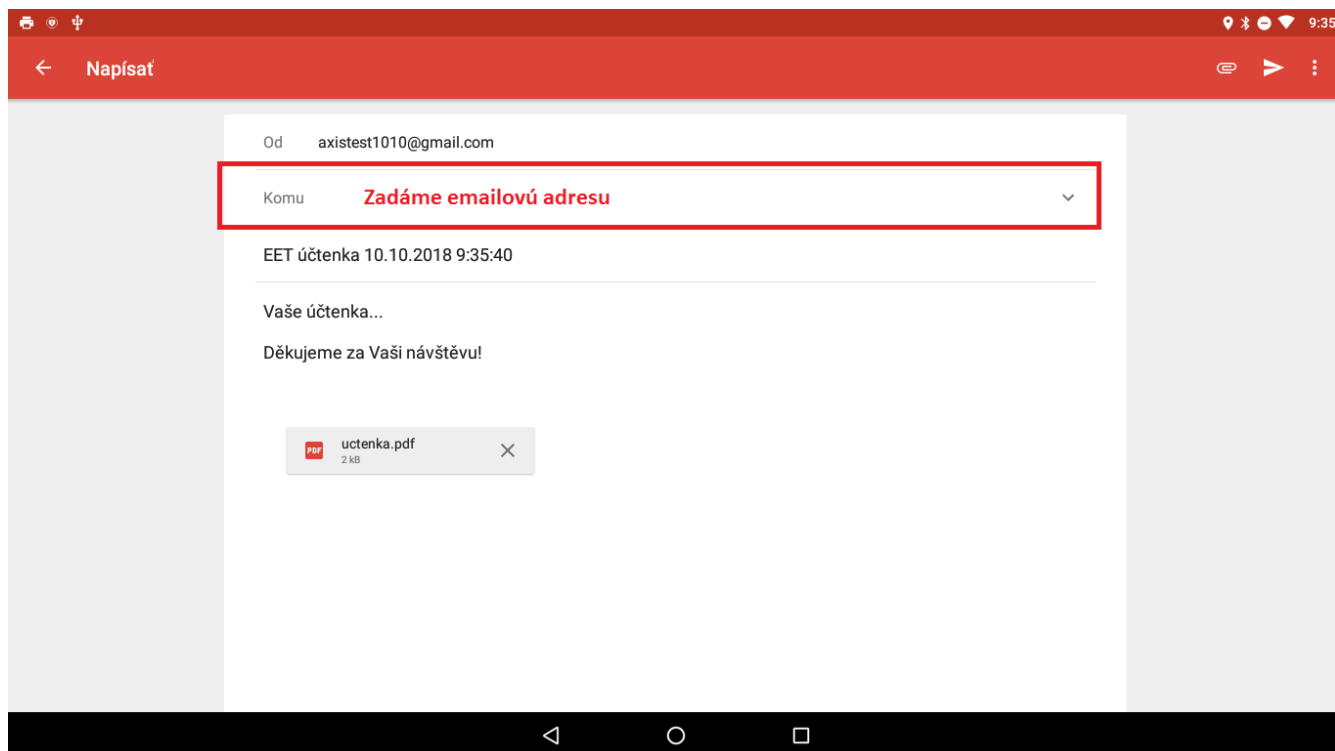 9:35
Napísať
Od axistest1010@gmail.com
Komu Zadáme emailovú adresu
EET účtenka 10.10.2018 9:35:40
Vaše účtenka...
Děkujeme za Vaši návštěvu!
PDF uctenka.pdf
2 kB